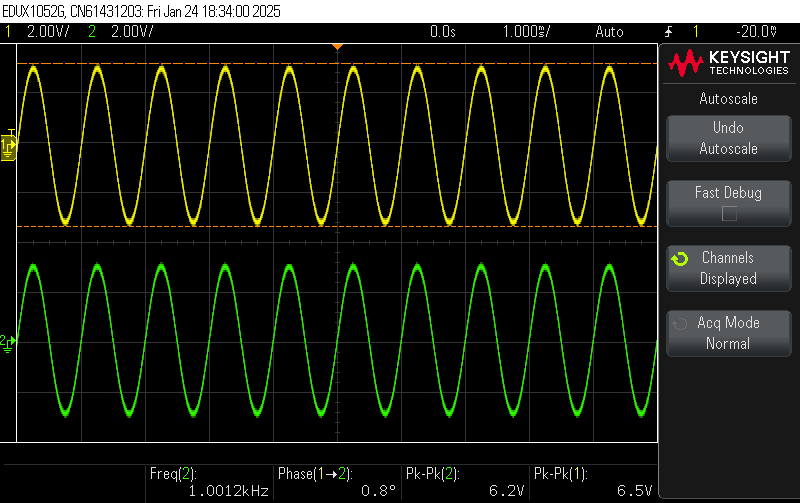 EDUX1052G, CN61431203: Fri Jan 24 18:34:00 2025
1 2.00V/ 2 2.00V/ 0.0s 1.000ms/ Auto 1 -20.0mV
KEYSIGHT
TECHNOLOGIES
Autoscale
Undo
Autoscale
Fast Debug
Channels
Displayed
Acq Mode
Normal
T
1
2
Freq(2): Phase(1→2): Pk-Pk(2): Pk-Pk(1):
1.0012kHz 0.8° 6.2V 6.5V